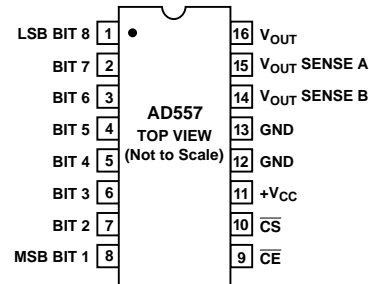 LSB BIT 8 1 16 VOUT
BIT 7 2 15 VOUT SENSE A
BIT 6 3 14 VOUT SENSE B
BIT 5 4 AD557 13 GND
TOP VIEW
BIT 4 5 (Not to Scale) 12 GND
BIT 3 6 11 +VCC
BIT 2 7 10 C̅S̅
MSB BIT 1 8 9 C̅E̅